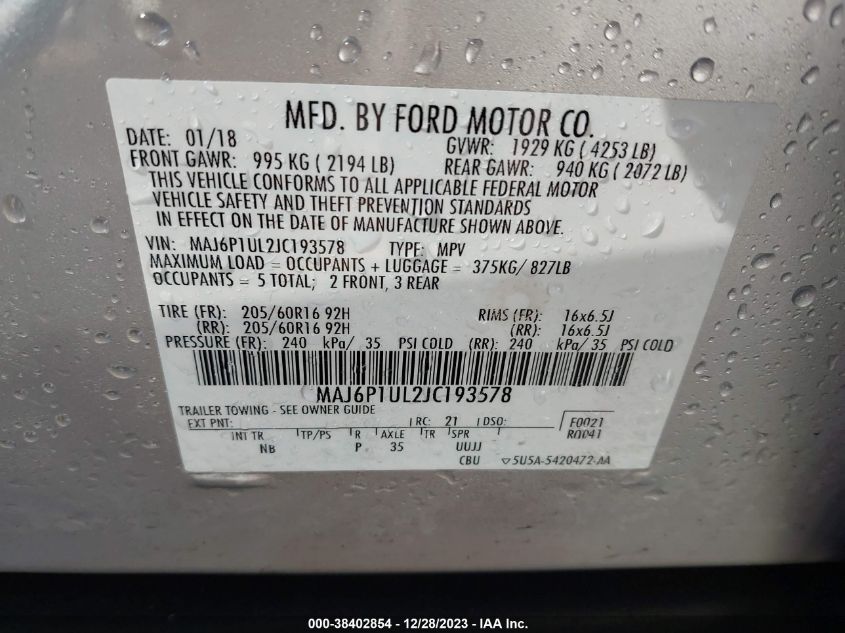 MFD. BY FORD MOTOR CO.
DATE: 01/18 GVWR: 1929 KG ( 4253 LB)
FRONT GAWR: 995 KG ( 2194 LB) REAR GAWR: 940 KG ( 2072 LB)
THIS VEHICLE CONFORMS TO ALL APPLICABLE FEDERAL MOTOR
VEHICLE SAFETY AND THEFT PREVENTION STANDARDS
IN EFFECT ON THE DATE OF MANUFACTURE SHOWN ABOVE.
VIN: MAJ6P1UL2JC193578 TYPE: MPV
MAXIMUM LOAD = OCCUPANTS + LUGGAGE = 375KG/ 827LB
OCCUPANTS = 5 TOTAL; 2 FRONT, 3 REAR
TIRE (FR): 205/60R16 92H RIMS (FR): 16x6.5J
(RR): 205/60R16 92H (RR): 16x6.5J
PRESSURE (FR): 240 kPa/ 35 PSI COLD (RR): 240 kPa/ 35 PSI COLD
MAJ6P1UL2JC193578
TRAILER TOWING - SEE OWNER GUIDE
EXT PNT: RC: 21 DSO: F0021
R0041
INT TR TP/PS R AXLE TR SPR
NB P 35 UUJJ
CBU ▽5U5A-5420472-AA
000-38402854 - 12/28/2023 - IAA Inc.